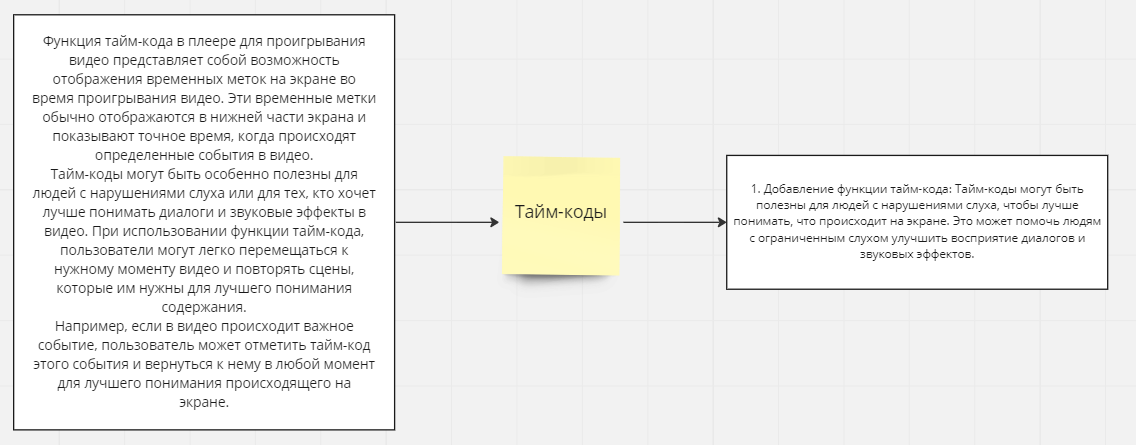 Функция тайм-кода в плеере для проигрывания
видео представляет собой возможность
отображения временных меток на экране во
время проигрывания видео. Эти временные метки
обычно отображаются в нижней части экрана и
показывают точное время, когда происходят
определенные события в видео.
Тайм-коды могут быть особенно полезны для
людей с нарушениями слуха или для тех, кто хочет
лучше понимать диалоги и звуковые эффекты в
видео. При использовании функции тайм-кода,
пользователи могут легко перемещаться к
нужному моменту видео и повторять сцены,
которые им нужны для лучшего понимания
содержания.
Например, если в видео происходит важное
событие, пользователь может отметить тайм-код
этого события и вернуться к нему в любой момент
для лучшего понимания происходящего на
экране.
Тайм-коды
1. Добавление функции тайм-кода: Тайм-коды могут быть
полезны для людей с нарушениями слуха, чтобы лучше
понимать, что происходит на экране. Это может помочь людям
с ограниченным слухом улучшить восприятие диалогов и
звуковых эффектов.